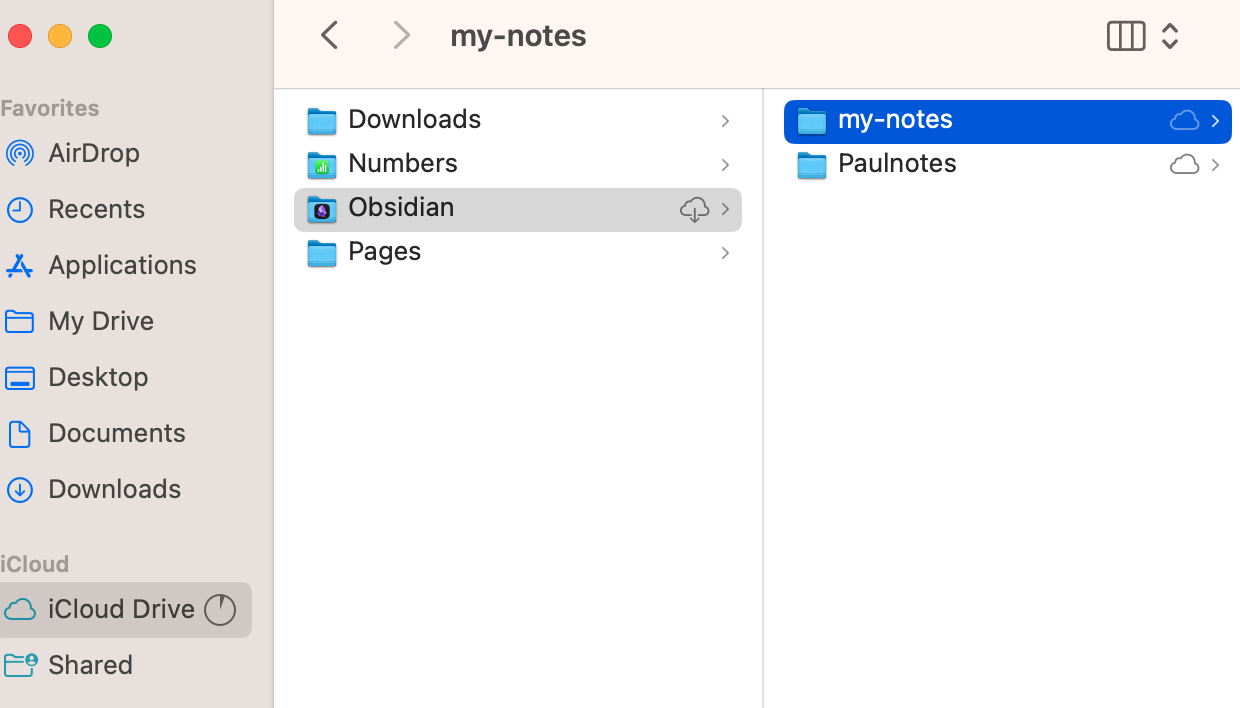 my-notes
Favorites
AirDrop
Recents
Applications
My Drive
Desktop
Documents
Downloads
iCloud
iCloud Drive
Shared
Downloads
Numbers
Obsidian
Pages
my-notes
Paulnotes